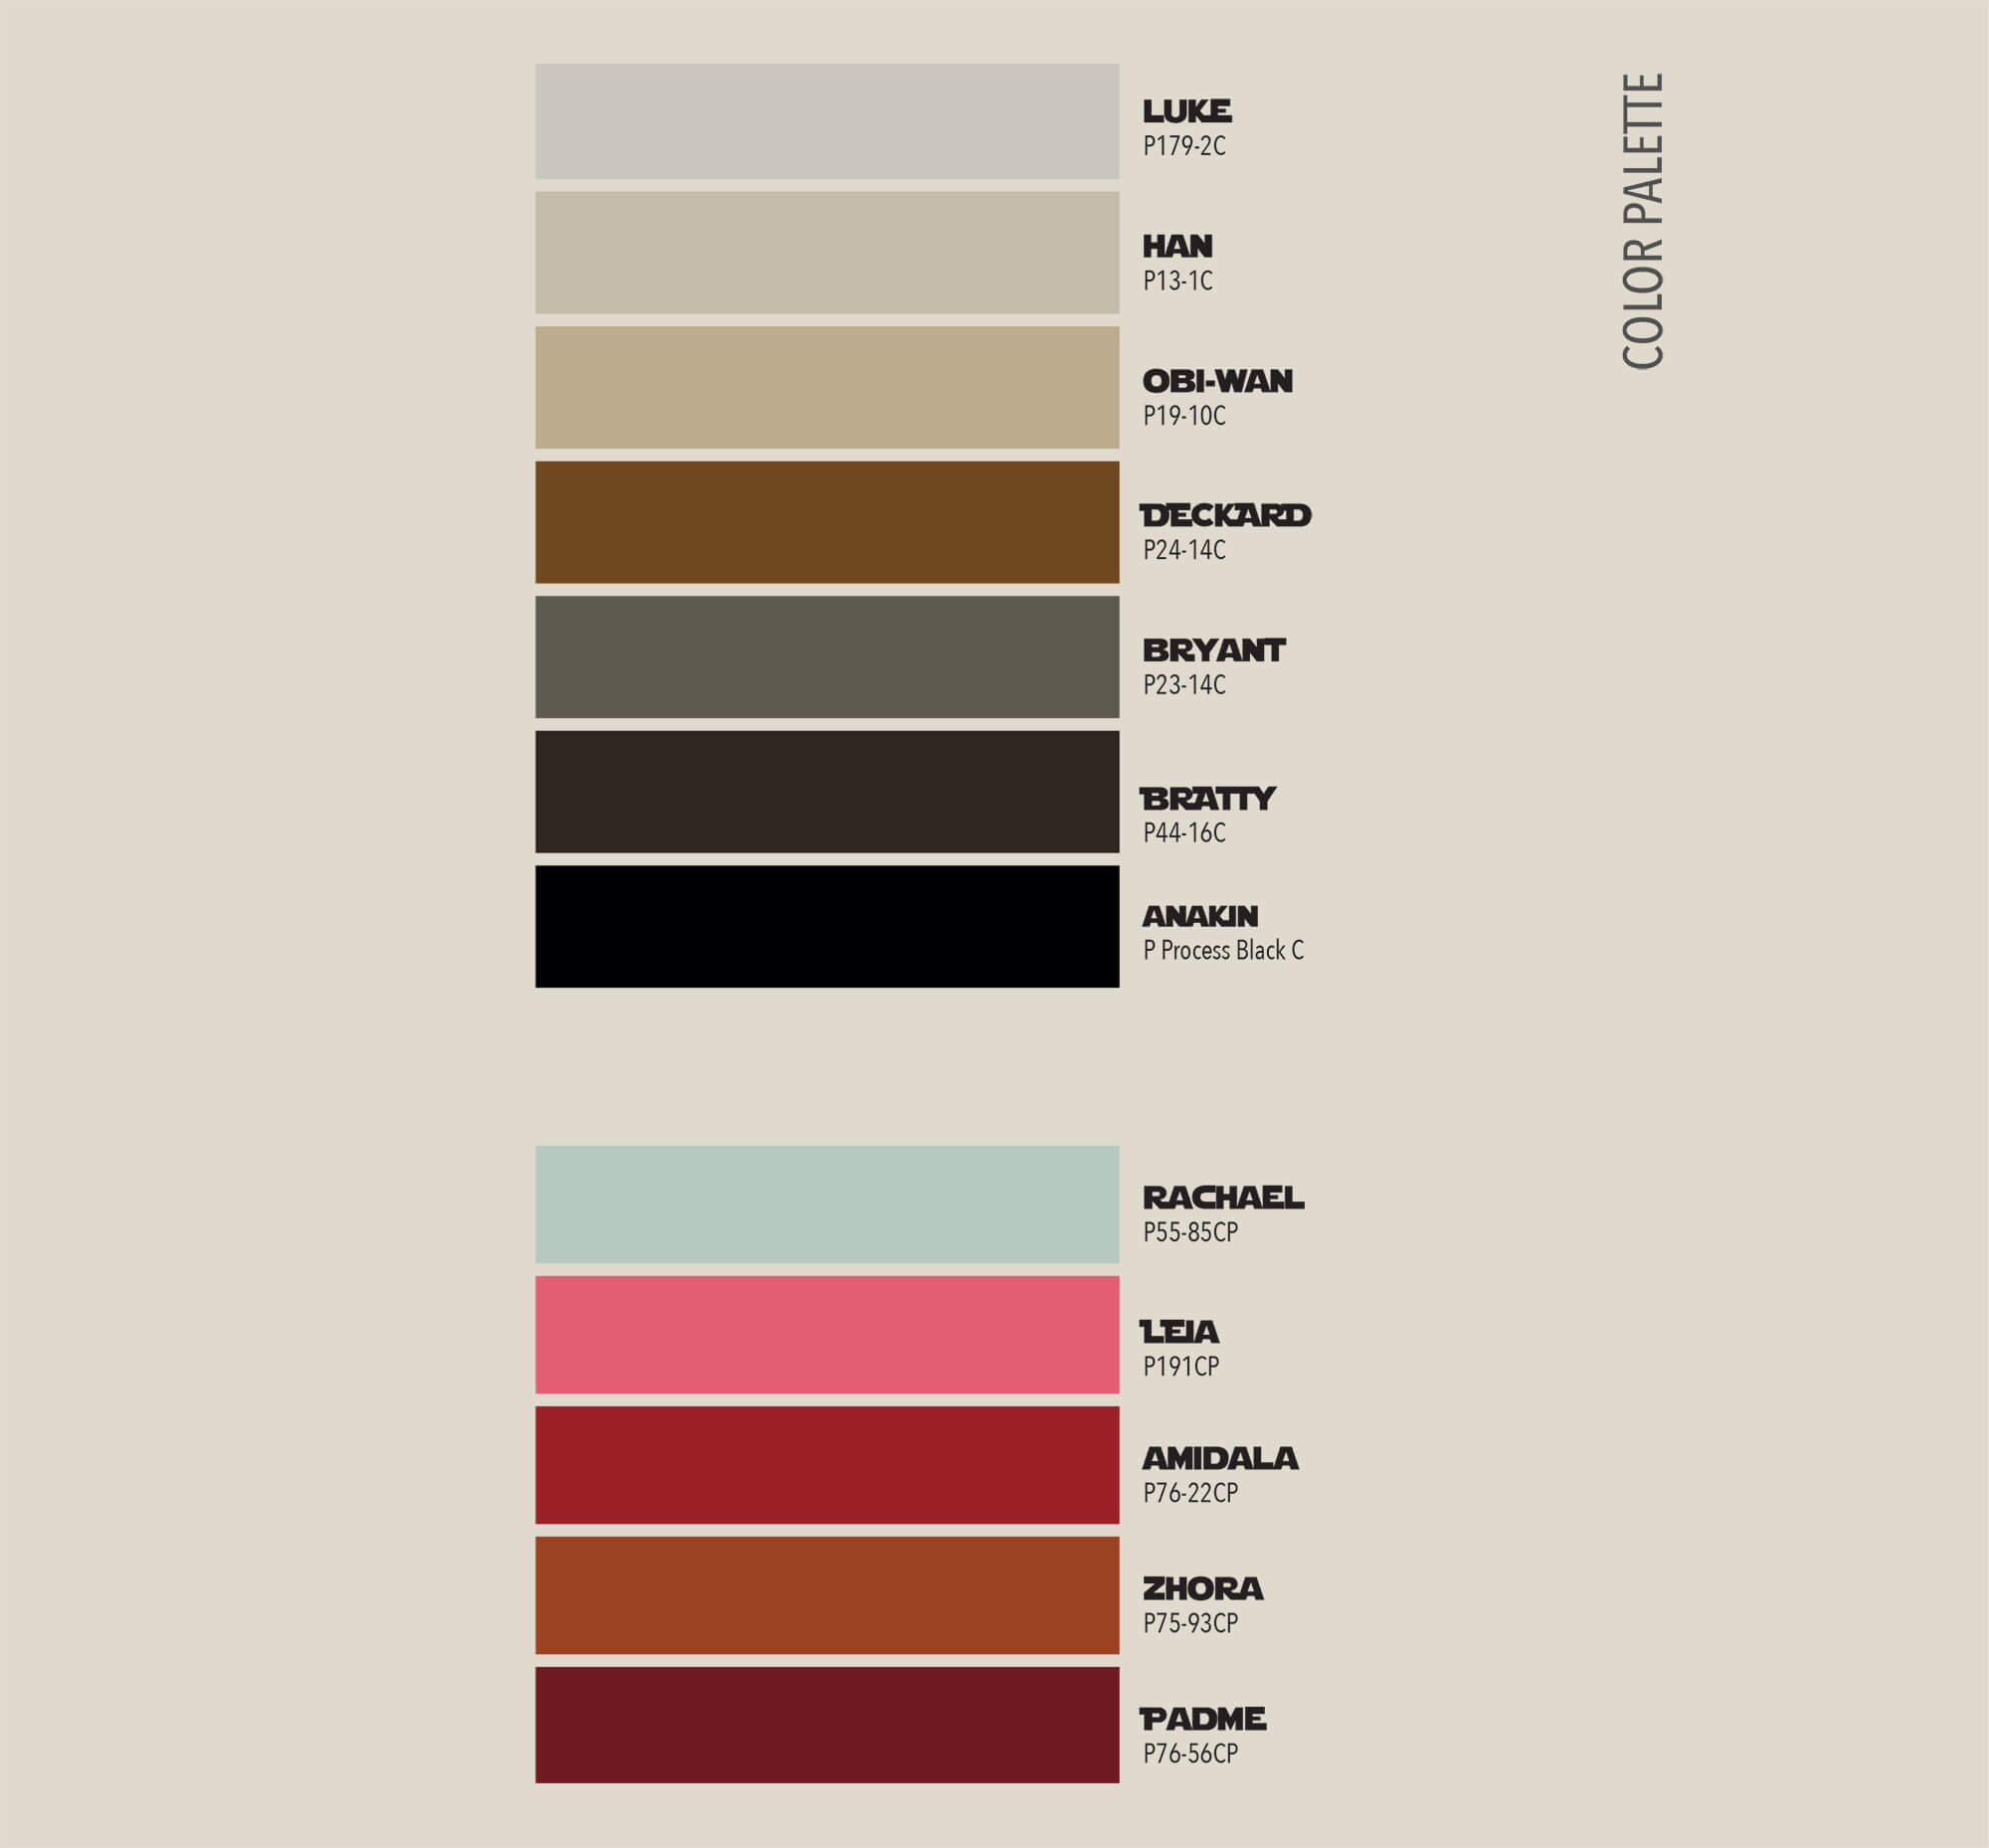 COLOR PALETTE
LUKE
P179-2C
HAN
P13-1C
OBI-WAN
P19-10C
DECKARD
P24-14C
BRYANT
P23-14C
BRATTY
P44-16C
ANAKIN
P Process Black C
RACHAEL
P55-85CP
LEIA
P191CP
AMIDALA
P76-22CP
ZHORA
P75-93CP
PADME
P76-56CP